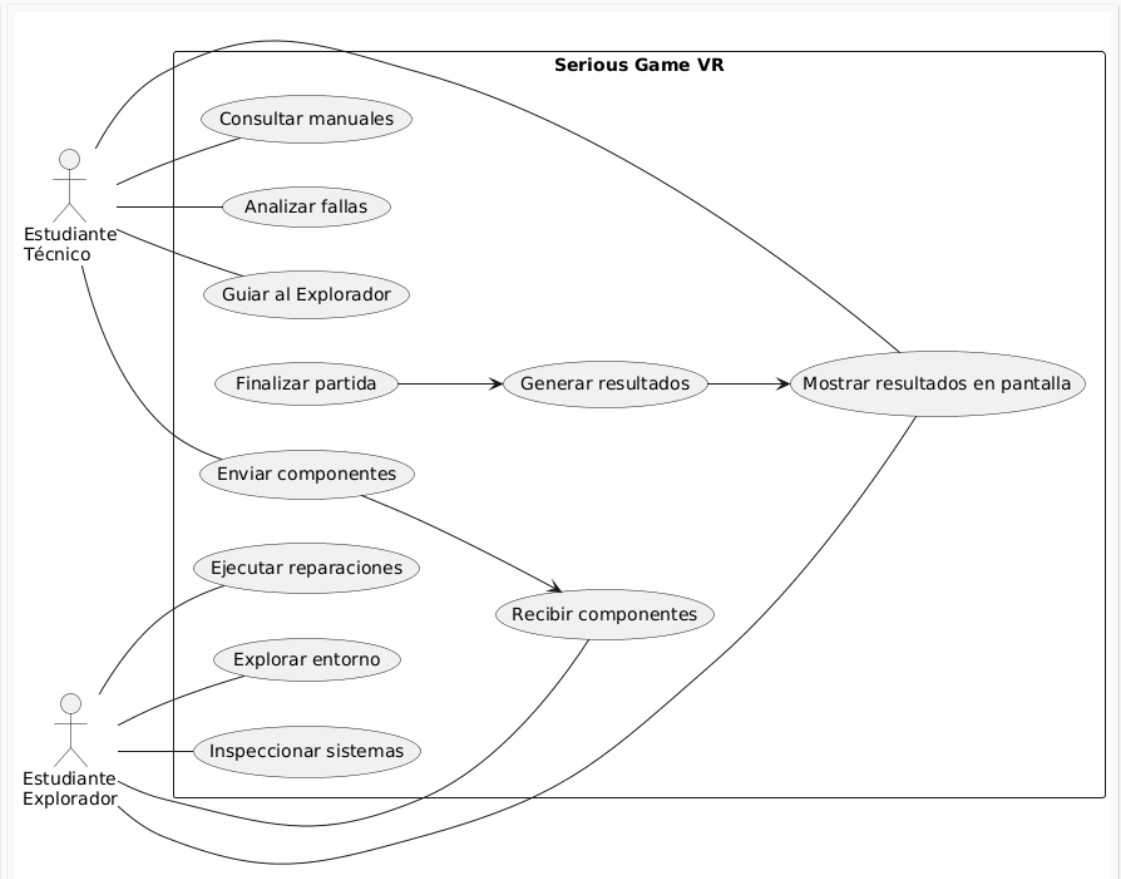 Serious Game VR
Consultar manuales
Analizar fallas
Estudiante
Técnico
Guiar al Explorador
Finalizar partida
Generar resultados
Mostrar resultados en pantalla
Enviar componentes
Ejecutar reparaciones
Recibir componentes
Explorar entorno
Inspeccionar sistemas
Estudiante
Explorador